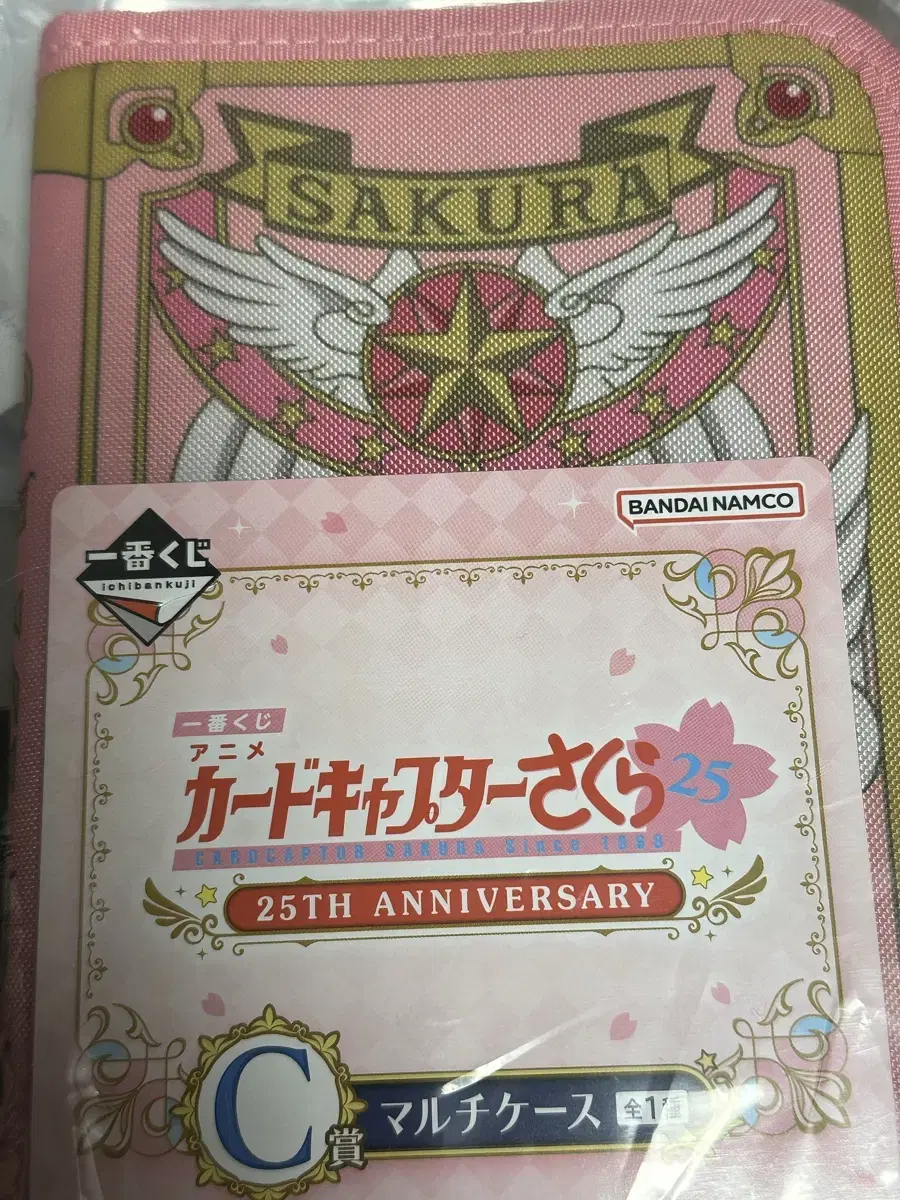 SAKURA
BANDAI NAMCO
一番くじ
ichibankuji
一番くじ
アニメ
カードキャプターさくら 25
CARDCAPTOR SAKURA Since 1998
25TH ANNIVERSARY
C賞 マルチケース 全1種